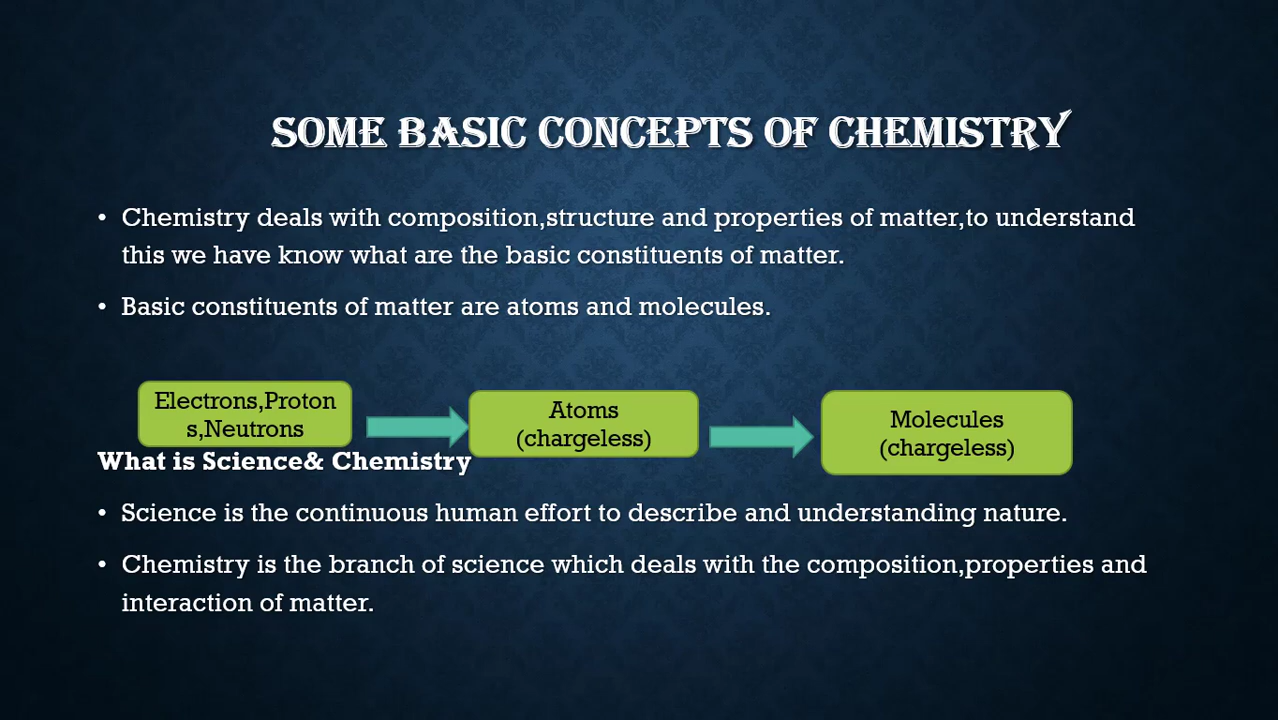 SOME BASIC CONCEPTS OF CHEMISTRY
• Chemistry deals with composition,structure and properties of matter,to understand
this we have know what are the basic constituents of matter.
• Basic constituents of matter are atoms and molecules.
Electrons,Proton
s,Neutrons
Atoms
(chargeless)
Molecules
(chargeless)
What is Science& Chemistry
• Science is the continuous human effort to describe and understanding nature.
• Chemistry is the branch of science which deals with the composition,properties and
interaction of matter.